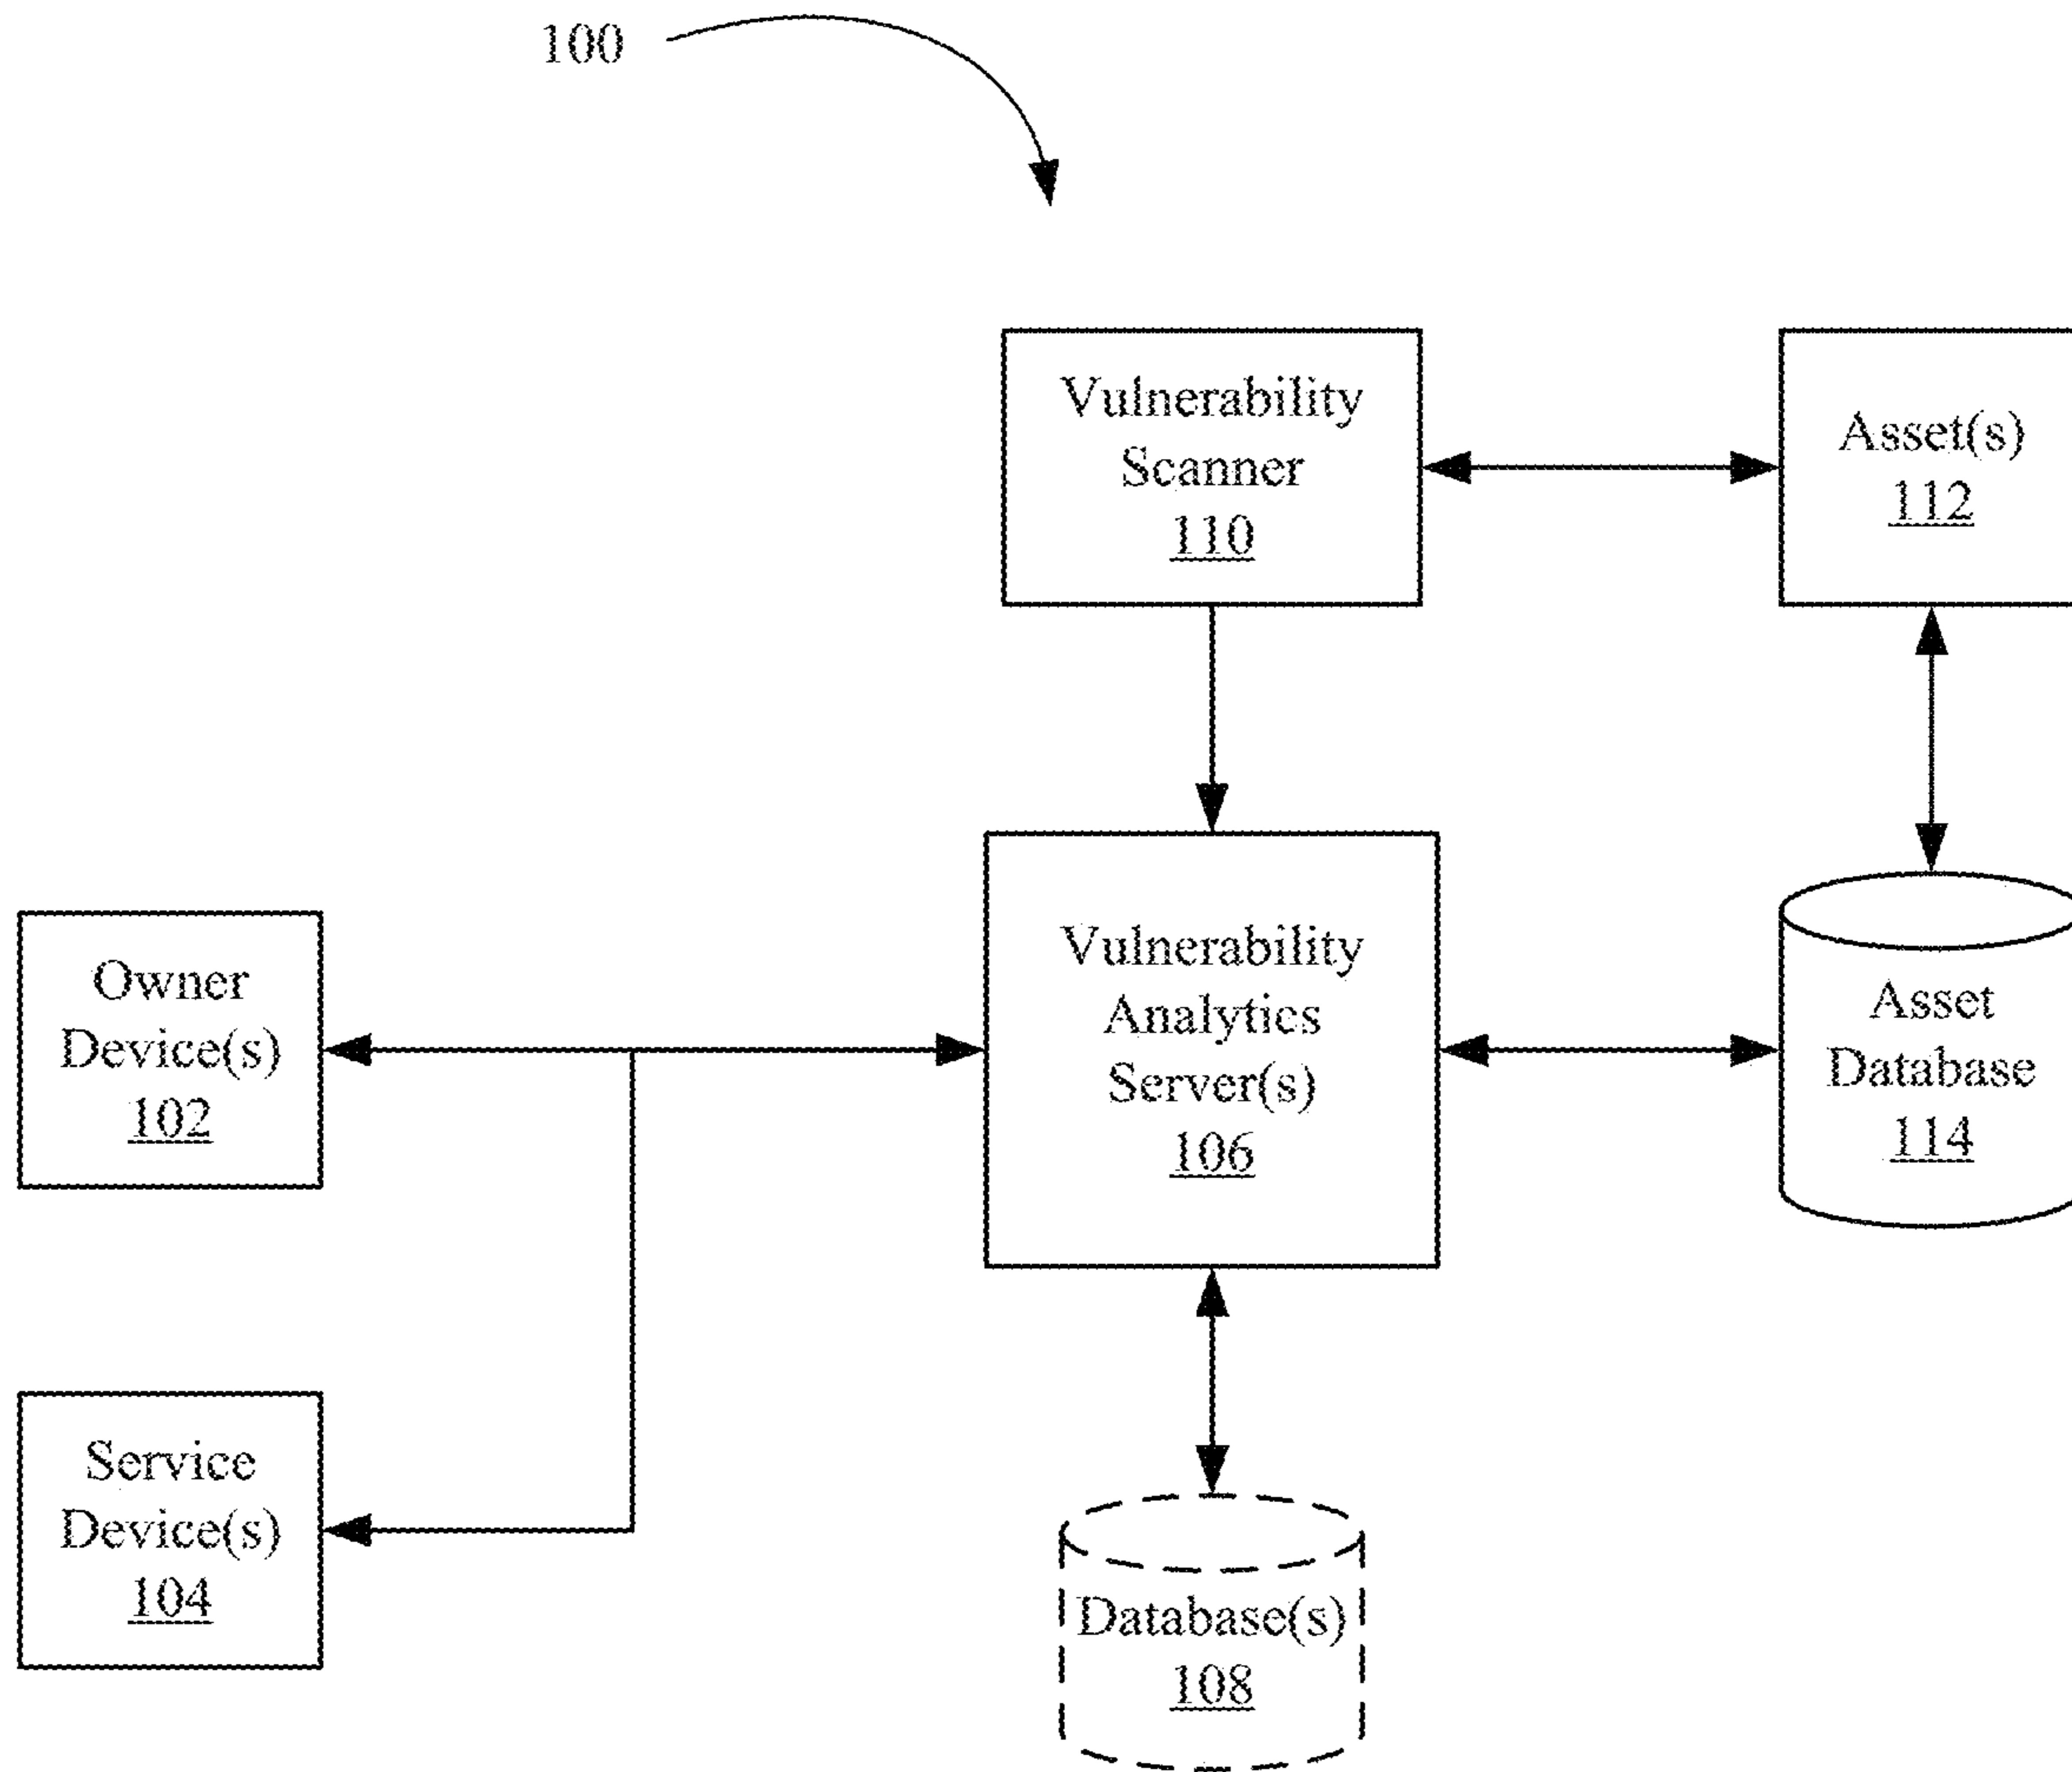 100
Vulnerability
Scanner
110
Asset(s)
112
Owner
Device(s)
102
Vulnerability
Analytics
Server(s)
106
Asset
Database
114
Service
Device(s)
104
Database(s)
108